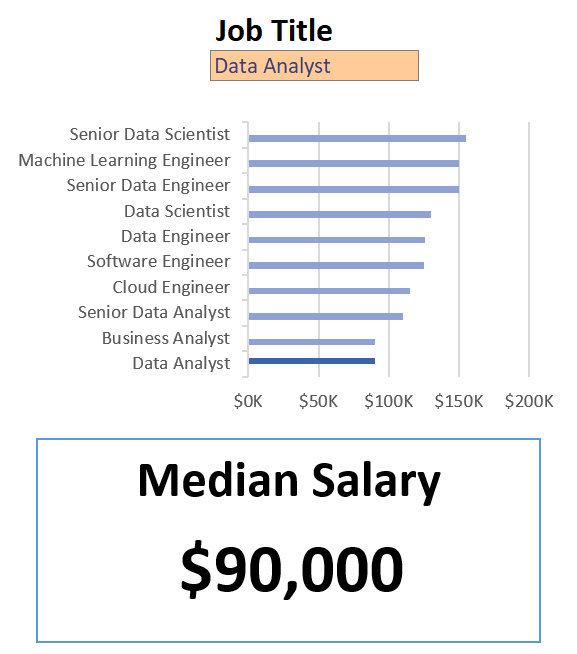 Job Title
Data Analyst
Senior Data Scientist
Machine Learning Engineer
Senior Data Engineer
Data Scientist
Data Engineer
Software Engineer
Cloud Engineer
Senior Data Analyst
Business Analyst
Data Analyst
$0K $50K $100K $150K $200K
Median Salary
$90,000